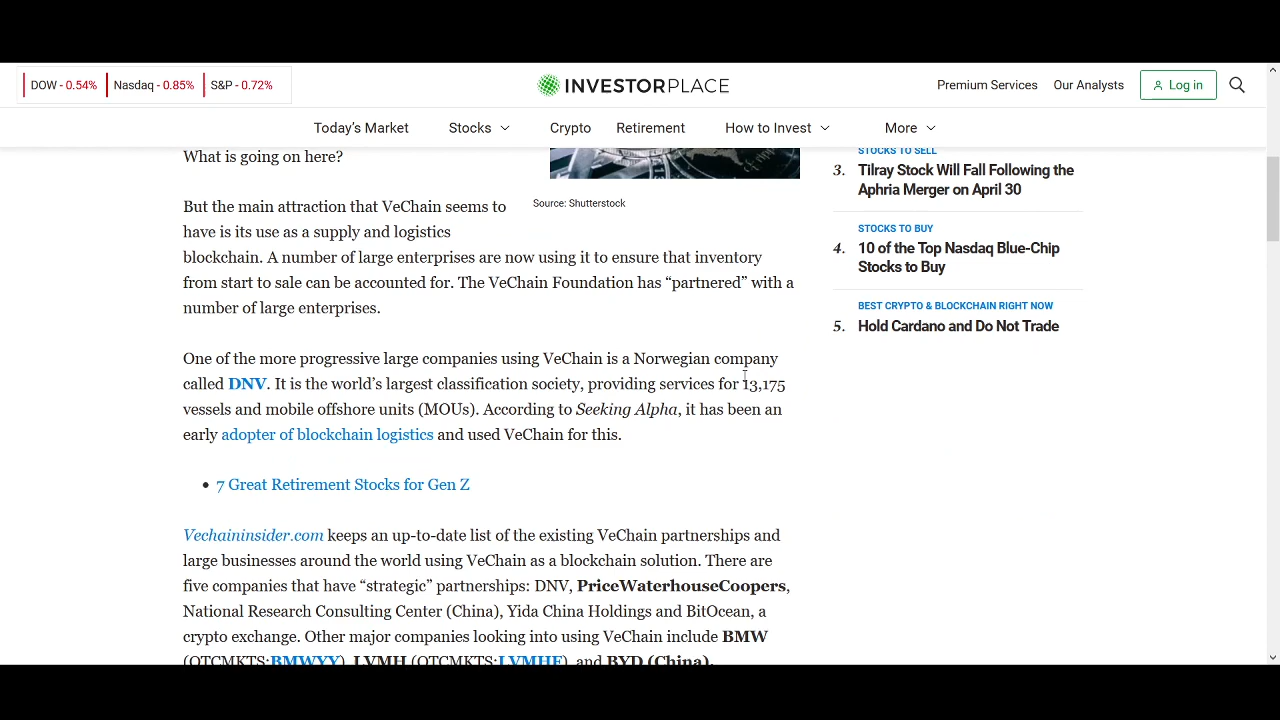 DOW - 0.54% Nasdaq - 0.85% S&P - 0.72%
INVESTORPLACE
Premium Services Our Analysts Log in
Today's Market Stocks Crypto Retirement How to Invest More
What is going on here?
Source: Shutterstock
But the main attraction that VeChain seems to
have is its use as a supply and logistics
blockchain. A number of large enterprises are now using it to ensure that inventory
from start to sale can be accounted for. The VeChain Foundation has “partnered” with a
number of large enterprises.
One of the more progressive large companies using VeChain is a Norwegian company
called DNV. It is the world’s largest classification society, providing services for 13,175
vessels and mobile offshore units (MOUs). According to Seeking Alpha, it has been an
early adopter of blockchain logistics and used VeChain for this.
• 7 Great Retirement Stocks for Gen Z
Vechaininsider.com keeps an up-to-date list of the existing VeChain partnerships and
large businesses around the world using VeChain as a blockchain solution. There are
five companies that have “strategic” partnerships: DNV, PriceWaterhouseCoopers,
National Research Consulting Center (China), Yida China Holdings and BitOcean, a
crypto exchange. Other major companies looking into using VeChain include BMW
(OTCMKTS:BMWYY), LVMH (OTCMKTS:LVMHF), and BYD (China).
STOCKS TO SELL
3. Tilray Stock Will Fall Following the
Aphria Merger on April 30
STOCKS TO BUY
4. 10 of the Top Nasdaq Blue-Chip
Stocks to Buy
BEST CRYPTO & BLOCKCHAIN RIGHT NOW
5. Hold Cardano and Do Not Trade